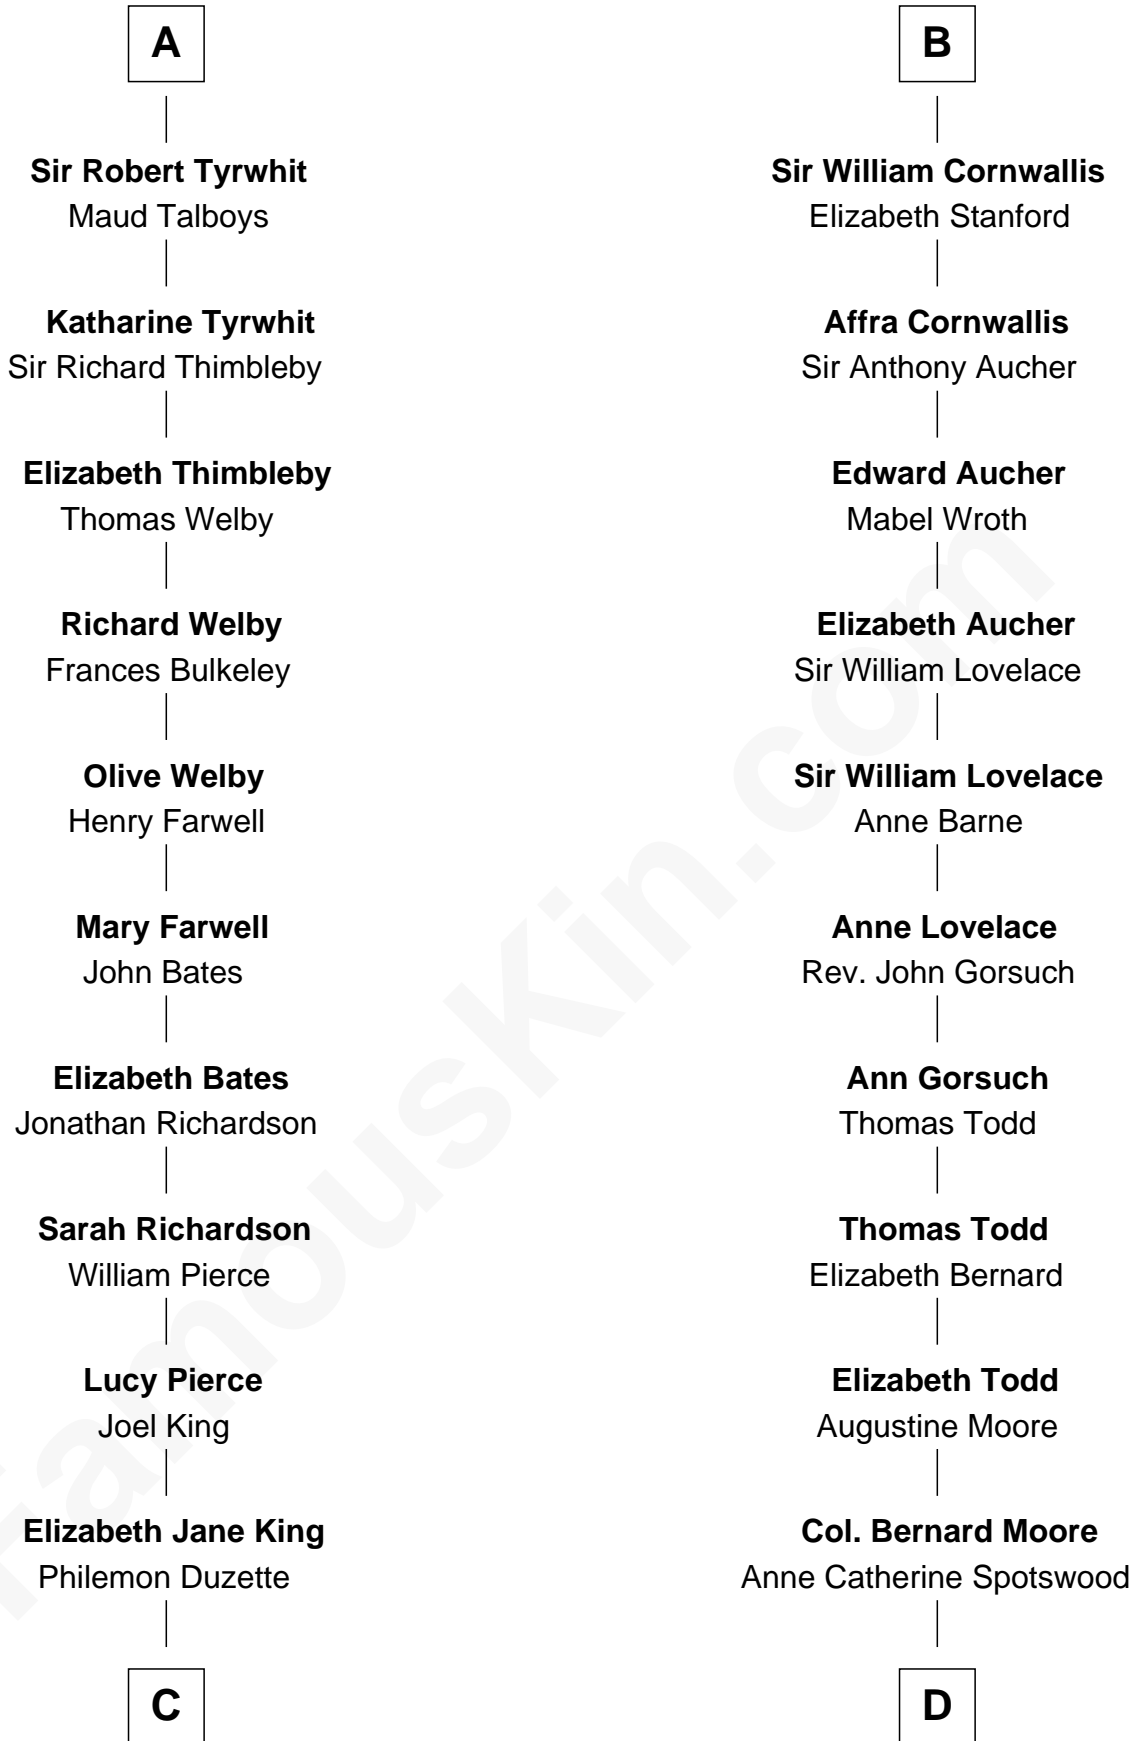 A
Sir Robert Tyrwhit
Maud Talboys
Katharine Tyrwhit
Sir Richard Thimbleby
Elizabeth Thimbleby
Thomas Welby
Richard Welby
Frances Bulkeley
Olive Welby
Henry Farwell
Mary Farwell
John Bates
Elizabeth Bates
Jonathan Richardson
Sarah Richardson
William Pierce
Lucy Pierce
Joel King
Elizabeth Jane King
Philemon Duzette
C
B
Sir William Cornwallis
Elizabeth Stanford
Affra Cornwallis
Sir Anthony Aucher
Edward Aucher
Mabel Wroth
Elizabeth Aucher
Sir William Lovelace
Sir William Lovelace
Anne Barne
Anne Lovelace
Rev. John Gorsuch
Ann Gorsuch
Thomas Todd
Thomas Todd
Elizabeth Bernard
Elizabeth Todd
Augustine Moore
Col. Bernard Moore
Anne Catherine Spotswood
D
FamousKin.com